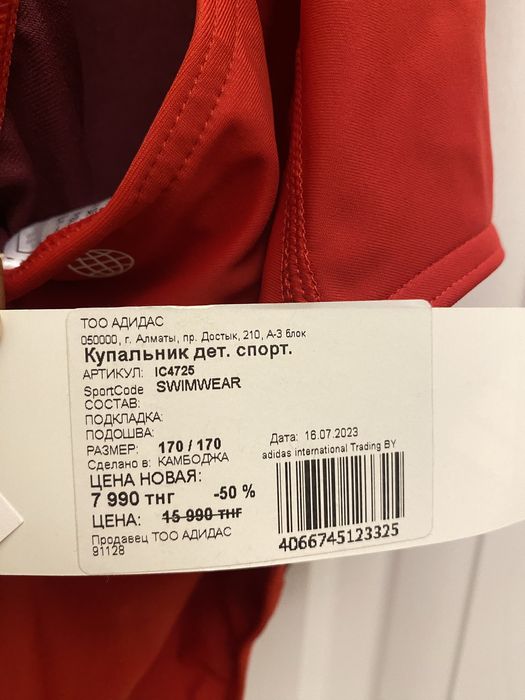 ТОО АДИДАС
050000, г. Алматы, пр. Достык, 210, А-3 блок
Купальник дет. спорт.
АРТИКУЛ: IC4725
SportCode SWIMWEAR
СОСТАВ:
ПОДКЛАДКА:
ПОДОШВА:
РАЗМЕР: 170 / 170
Сделано в: КАМБОДЖА
ЦЕНА НОВАЯ:
7 990 тнг -50 %
ЦЕНА: 15 990 тнг
Продавец ТОО АДИДАС
91128
Дата: 16.07.2023
adidas international Trading BY
4066745123325